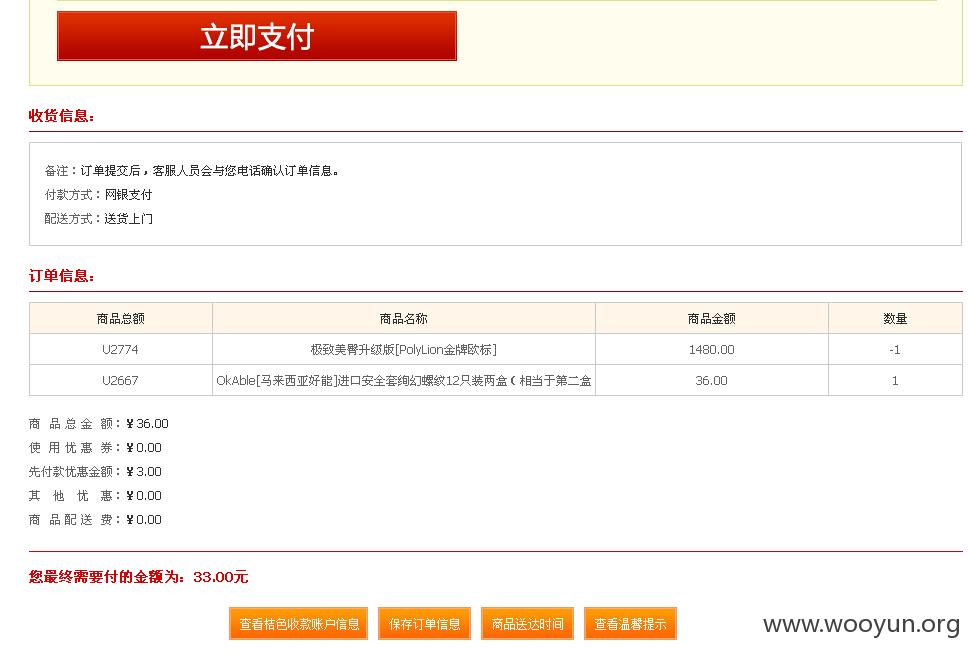 立即支付
收货信息：
备注：订单提交后，客服人员会与您电话确认订单信息。
付款方式：网银支付
配送方式：送货上门
订单信息：
商品总额 商品名称 商品金额 数量
U2774 极致美臀升级版[PolyLion金牌欧标] 1480.00 -1
U2667 OkAble[马来西亚好能]进口安全套绚幻螺纹12只装两盒（相当于第二盒 36.00 1
商品总金额：￥36.00
使用优惠券：￥0.00
先付款优惠金额：￥3.00
其他优惠：￥0.00
商品配送费：￥0.00
您最终需要付的金额为：33.00元
查看桔色收款账户信息 保存订单信息 商品送达时间 查看温馨提示
www.wooyun.org